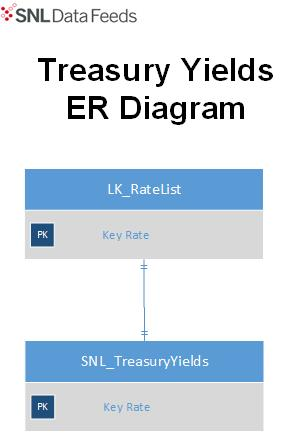 SNL Data Feeds
Treasury Yields
ER Diagram
LK_RateList
PK Key Rate
SNL_TreasuryYields
PK Key Rate